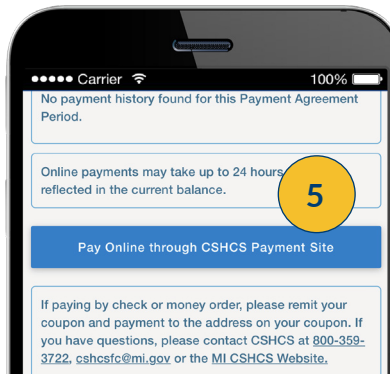 ●●●●● Carrier 100%
No payment history found for this Payment Agreement
Period.
Online payments may take up to 24 hours
reflected in the current balance.
5
Pay Online through CSHCS Payment Site
If paying by check or money order, please remit your
coupon and payment to the address on your coupon. If
you have questions, please contact CSHCS at 800-359-
3722, cshcsfc@mi.gov or the MI CSHCS Website.